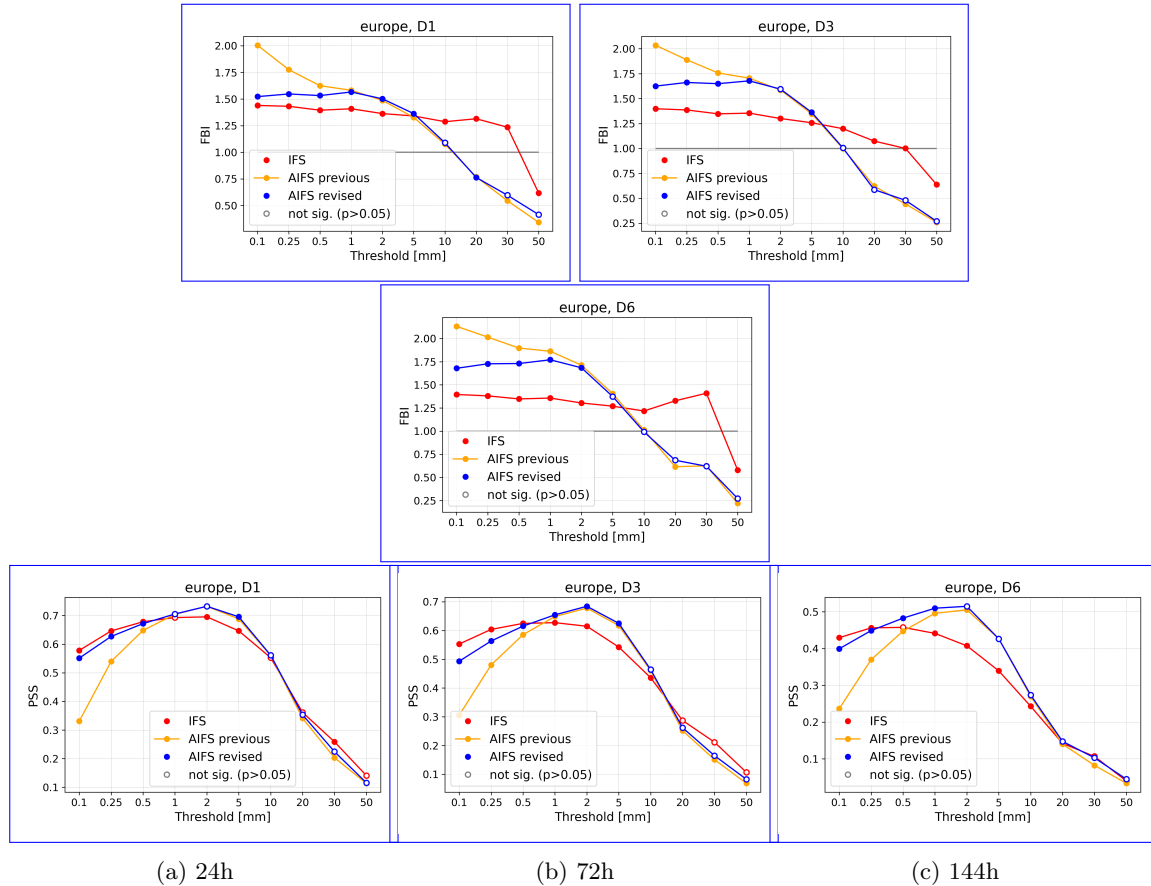 europe, D1
FBI
2.00
1.75
1.50
1.25
1.00
0.75
0.50
IFS
AIFS previous
AIFS revised
not sig. (p>0.05)
0.1 0.25 0.5 1 2 5 10 20 30 50
Threshold [mm]
europe, D3
FBI
2.00
1.75
1.50
1.25
1.00
0.75
0.50
0.25
IFS
AIFS previous
AIFS revised
not sig. (p>0.05)
0.1 0.25 0.5 1 2 5 10 20 30 50
Threshold [mm]
europe, D6
FBI
2.00
1.75
1.50
1.25
1.00
0.75
0.50
0.25
IFS
AIFS previous
AIFS revised
not sig. (p>0.05)
0.1 0.25 0.5 1 2 5 10 20 30 50
Threshold [mm]
europe, D1
PSS
0.7
0.6
0.5
0.4
0.3
0.2
0.1
IFS
AIFS previous
AIFS revised
not sig. (p>0.05)
0.1 0.25 0.5 1 2 5 10 20 30 50
Threshold [mm]
europe, D3
PSS
0.7
0.6
0.5
0.4
0.3
0.2
0.1
IFS
AIFS previous
AIFS revised
not sig. (p>0.05)
0.1 0.25 0.5 1 2 5 10 20 30 50
Threshold [mm]
europe, D6
PSS
0.5
0.4
0.3
0.2
0.1
IFS
AIFS previous
AIFS revised
not sig. (p>0.05)
0.1 0.25 0.5 1 2 5 10 20 30 50
Threshold [mm]
(a) 24h
(b) 72h
(c) 144h